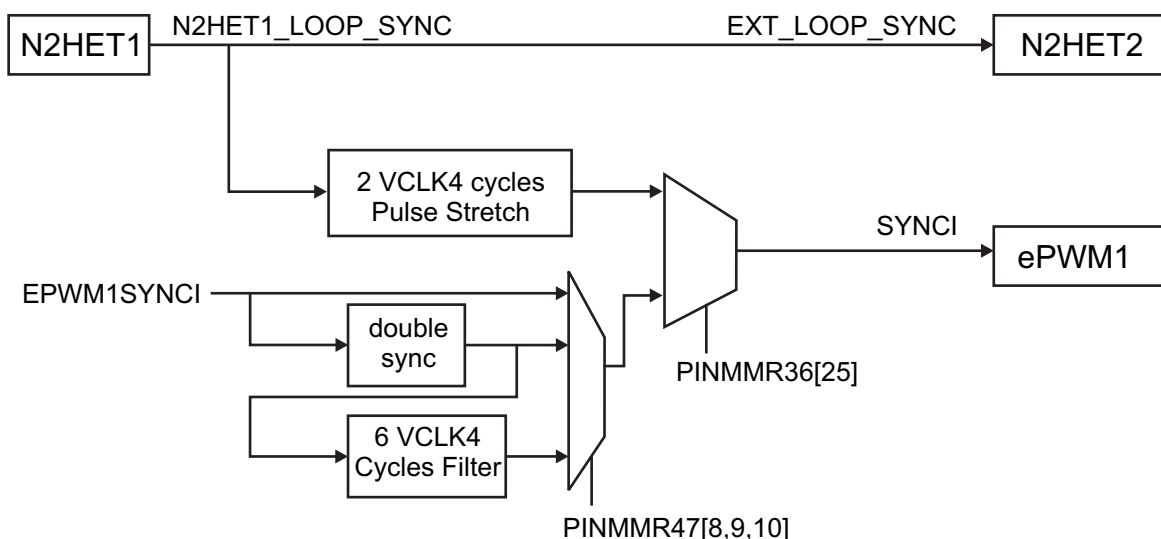 N2HET1
N2HET1_LOOP_SYNC
EXT_LOOP_SYNC
N2HET2
2 VCLK4 cycles
Pulse Stretch
SYNCI
ePWM1
EPWM1SYNCI
double
sync
PINMMR36[25]
6 VCLK4
Cycles Filter
PINMMR47[8,9,10]